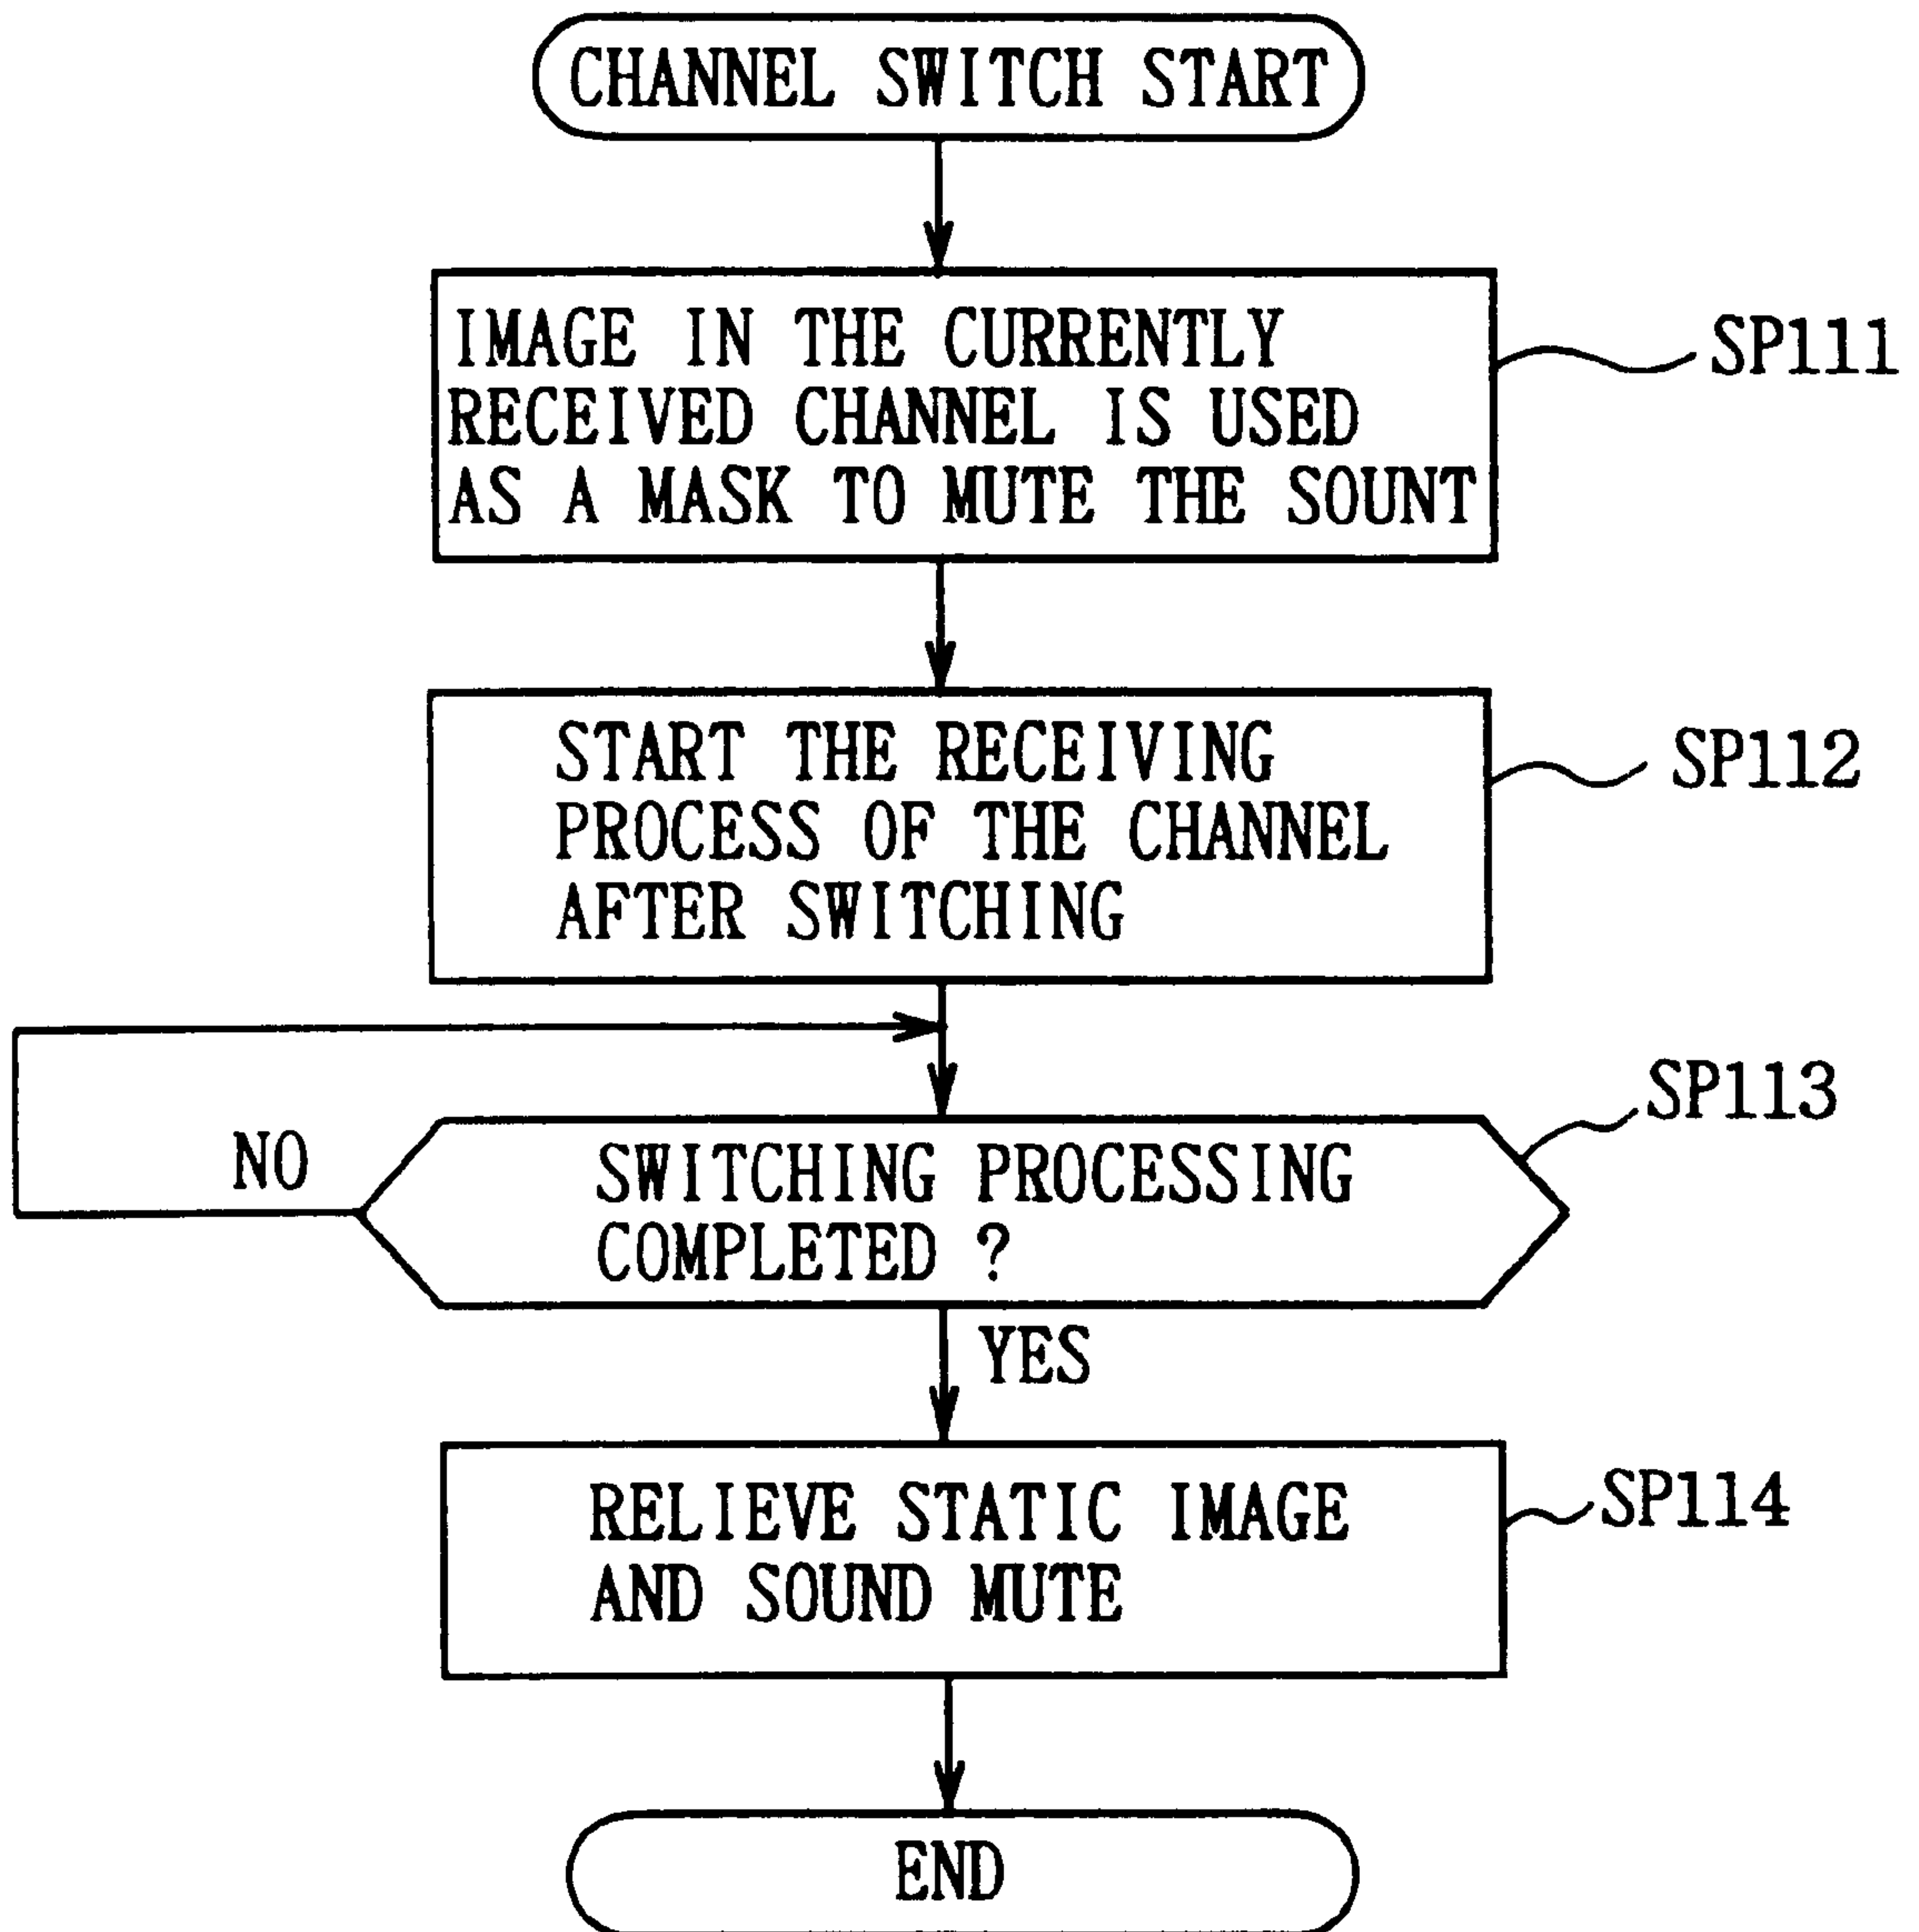 CHANNEL SWITCH START
IMAGE IN THE CURRENTLY
RECEIVED CHANNEL IS USED
AS A MASK TO MUTE THE SOUNT
SP111
START THE RECEIVING
PROCESS OF THE CHANNEL
AFTER SWITCHING
SP112
NO
SWITCHING PROCESSING
COMPLETED ?
SP113
YES
RELIEVE STATIC IMAGE
AND SOUND MUTE
SP114
END